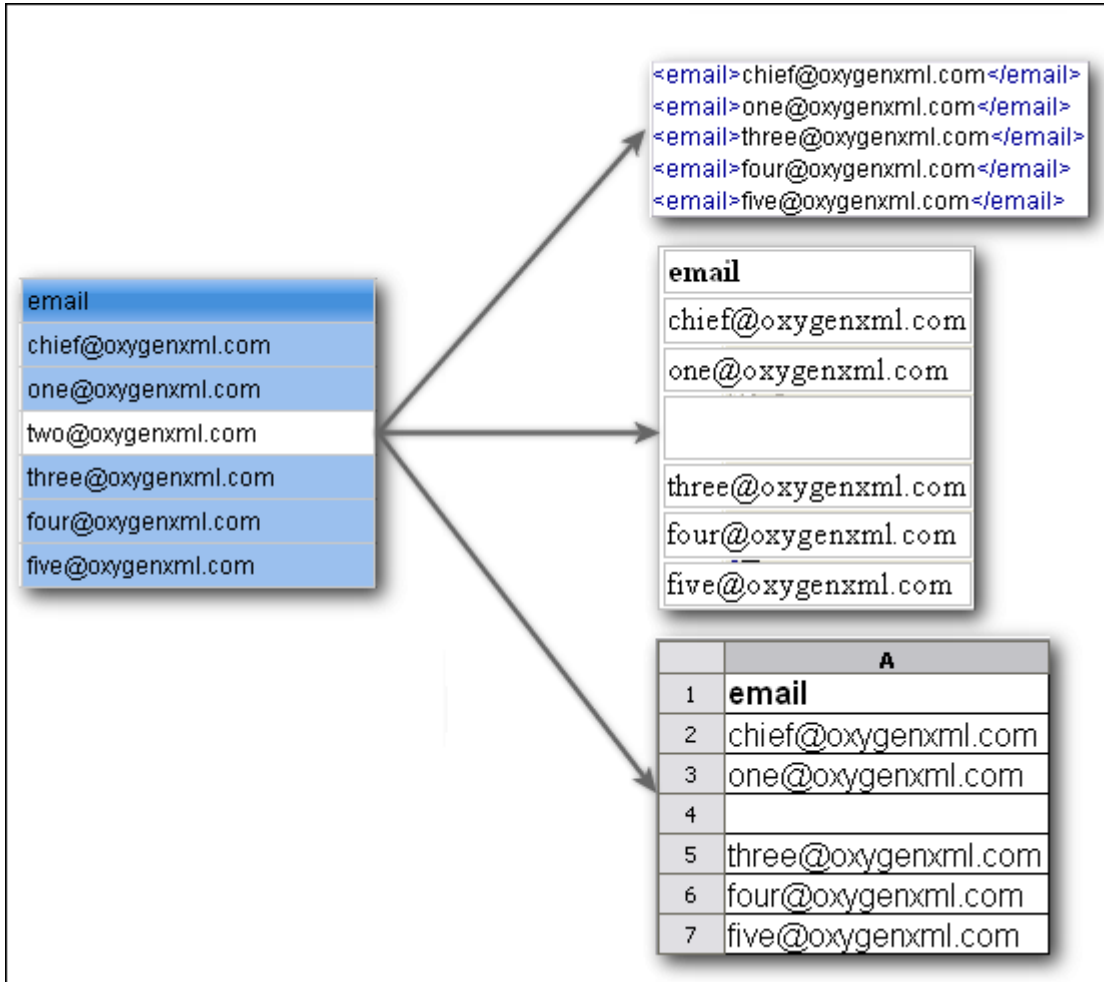 <email>chief@oxygenxml.com</email>
<email>one@oxygenxml.com</email>
<email>three@oxygenxml.com</email>
<email>four@oxygenxml.com</email>
<email>five@oxygenxml.com</email>
email
chief@oxygenxml.com
one@oxygenxml.com
two@oxygenxml.com
three@oxygenxml.com
four@oxygenxml.com
five@oxygenxml.com
email
chief@oxygenxml.com
one@oxygenxml.com
three@oxygenxml.com
four@oxygenxml.com
five@oxygenxml.com
A
1 email
2 chief@oxygenxml.com
3 one@oxygenxml.com
4
5 three@oxygenxml.com
6 four@oxygenxml.com
7 five@oxygenxml.com